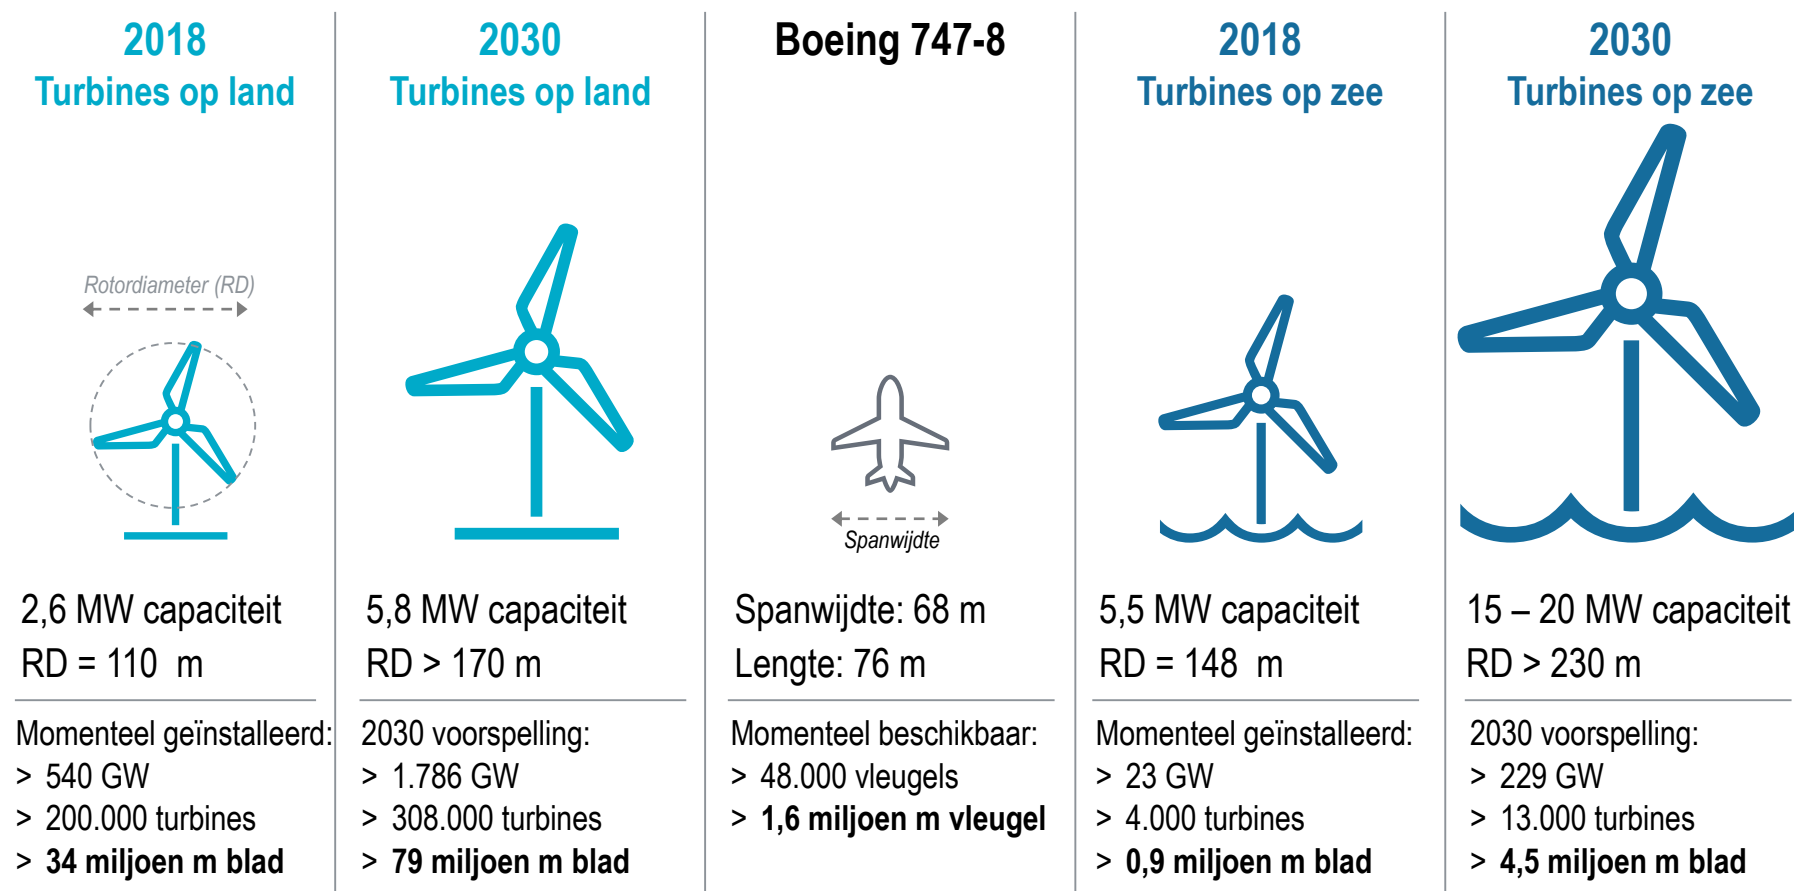 2018
Turbines op land
Rotordiameter (RD)
2,6 MW capaciteit
RD = 110 m
Momenteel geïnstalleerd:
> 540 GW
> 200.000 turbines
> 34 miljoen m blad
2030
Turbines op land
5,8 MW capaciteit
RD > 170 m
2030 voorspelling:
> 1.786 GW
> 308.000 turbines
> 79 miljoen m blad
Boeing 747-8
Spanwijdte
Spanwijdte: 68 m
Lengte: 76 m
Momenteel beschikbaar:
> 48.000 vleugels
> 1,6 miljoen m vleugel
2018
Turbines op zee
5,5 MW capaciteit
RD = 148 m
Momenteel geïnstalleerd:
> 23 GW
> 4.000 turbines
> 0,9 miljoen m blad
2030
Turbines op zee
15 – 20 MW capaciteit
RD > 230 m
2030 voorspelling:
> 229 GW
> 13.000 turbines
> 4,5 miljoen m blad